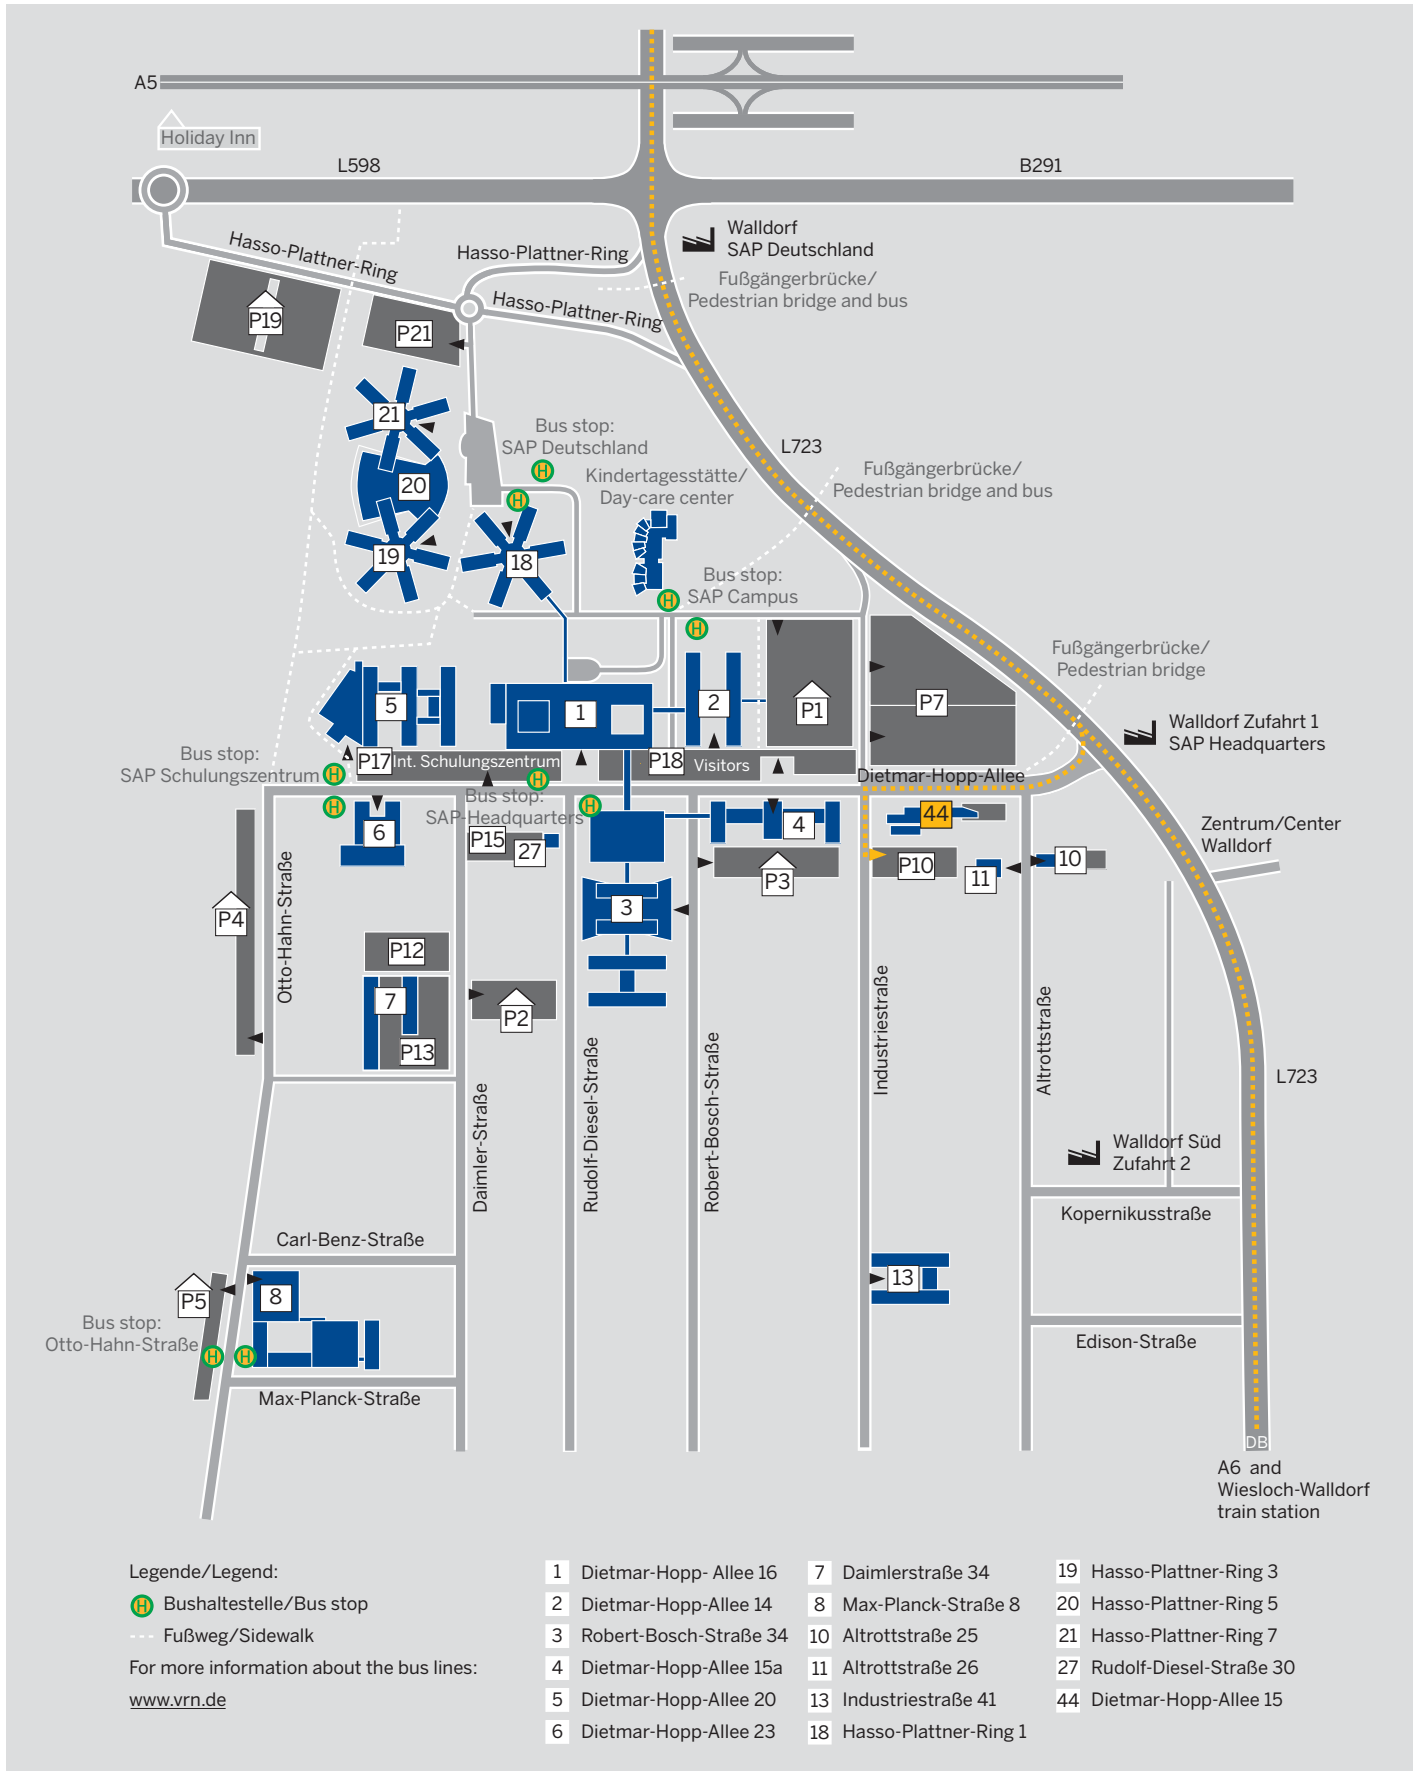 A5
Holiday Inn
L598
B291
Hasso-Plattner-Ring
Hasso-Plattner-Ring
Hasso-Plattner-Ring
Walldorf
SAP Deutschland
Fußgängerbrücke/
Pedestrian bridge and bus
P19
P21
21
20
19
18
Bus stop:
SAP Deutschland
H
H
Kindertagesstätte/
Day-care center
L723
Fußgängerbrücke/
Pedestrian bridge and bus
Bus stop:
SAP Campus
H
H
Fußgängerbrücke/
Pedestrian bridge
5
1
2
P1
P7
Walldorf Zufahrt 1
SAP Headquarters
Bus stop:
SAP Schulungszentrum
H
H
P17
Int. Schulungszentrum
H
P18
Visitors
Dietmar-Hopp-Allee
Bus stop:
SAP-Headquarters
H
6
P15
27
4
44
P3
P10
11
10
Zentrum/Center
Walldorf
P4
Otto-Hahn-Straße
3
P12
7
P13
P2
Daimler-Straße
Rudolf-Diesel-Straße
Robert-Bosch-Straße
Industriestraße
Altrottstraße
L723
Walldorf Süd
Zufahrt 2
Kopernikusstraße
Carl-Benz-Straße
P5
8
13
Bus stop:
Otto-Hahn-Straße
H
H
Edison-Straße
Max-Planck-Straße
DB
A6 and
Wiesloch-Walldorf
train station
Legende/Legend:
H Bushaltestelle/Bus stop
Fußweg/Sidewalk
For more information about the bus lines:
www.vrn.de
1 Dietmar-Hopp- Allee 16
2 Dietmar-Hopp-Allee 14
3 Robert-Bosch-Straße 34
4 Dietmar-Hopp-Allee 15a
5 Dietmar-Hopp-Allee 20
6 Dietmar-Hopp-Allee 23
7 Daimlerstraße 34
8 Max-Planck-Straße 8
10 Altrottstraße 25
11 Altrottstraße 26
13 Industriestraße 41
18 Hasso-Plattner-Ring 1
19 Hasso-Plattner-Ring 3
20 Hasso-Plattner-Ring 5
21 Hasso-Plattner-Ring 7
27 Rudolf-Diesel-Straße 30
44 Dietmar-Hopp-Allee 15